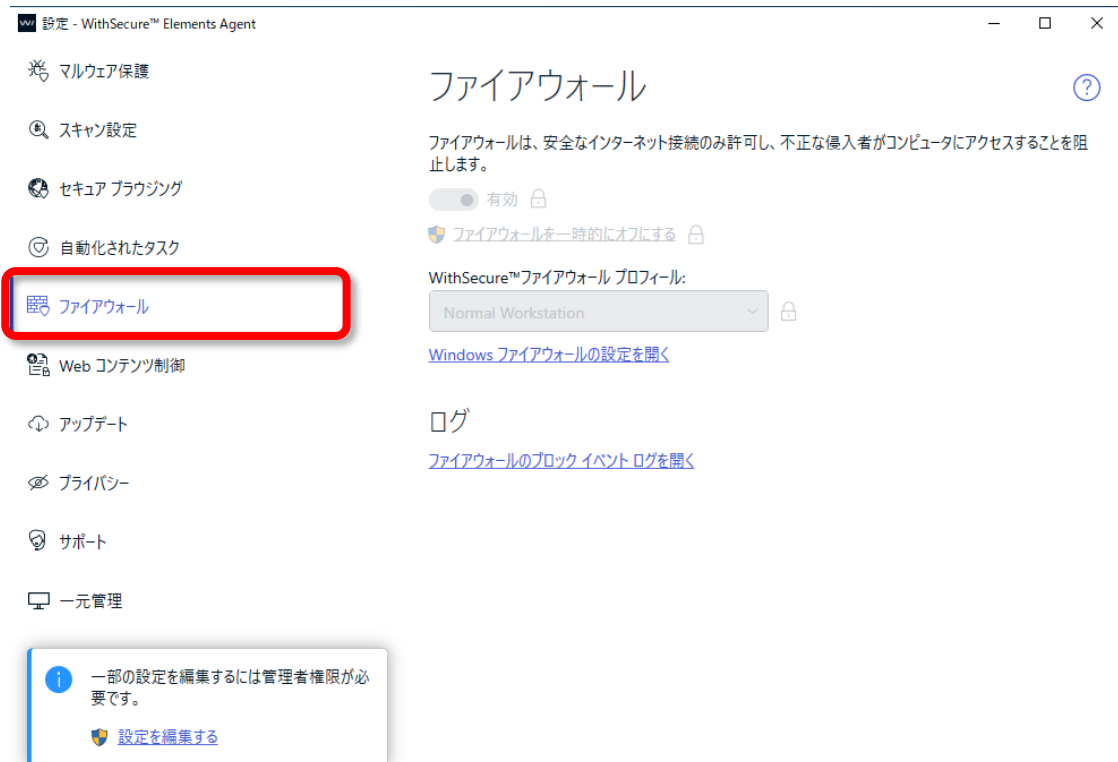 設定 - WithSecure™ Elements Agent
マルウェア保護
スキャン設定
セキュア ブラウジング
自動化されたタスク
ファイアウォール
Web コンテンツ制御
アップデート
プライバシー
サポート
一元管理
一部の設定を編集するには管理者権限が必
要です。
設定を編集する
ファイアウォール
ファイアウォールは、安全なインターネット接続のみ許可し、不正な侵入者がコンピュータにアクセスすることを阻
止します。
有効
ファイアウォールを一時的にオフにする
WithSecure™ファイアウォール プロフィール:
Normal Workstation
Windows ファイアウォールの設定を開く
ログ
ファイアウォールのブロック イベント ログを開く